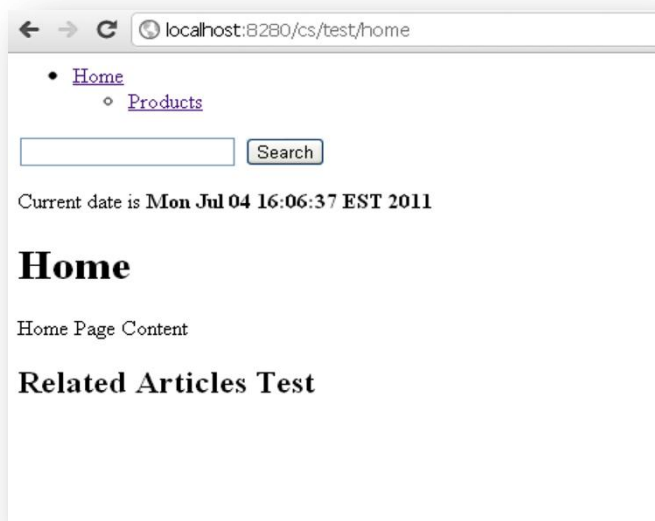 localhost:8280/cs/test/home
Home
Products
Search
Current date is Mon Jul 04 16:06:37 EST 2011
Home
Home Page Content
Related Articles Test